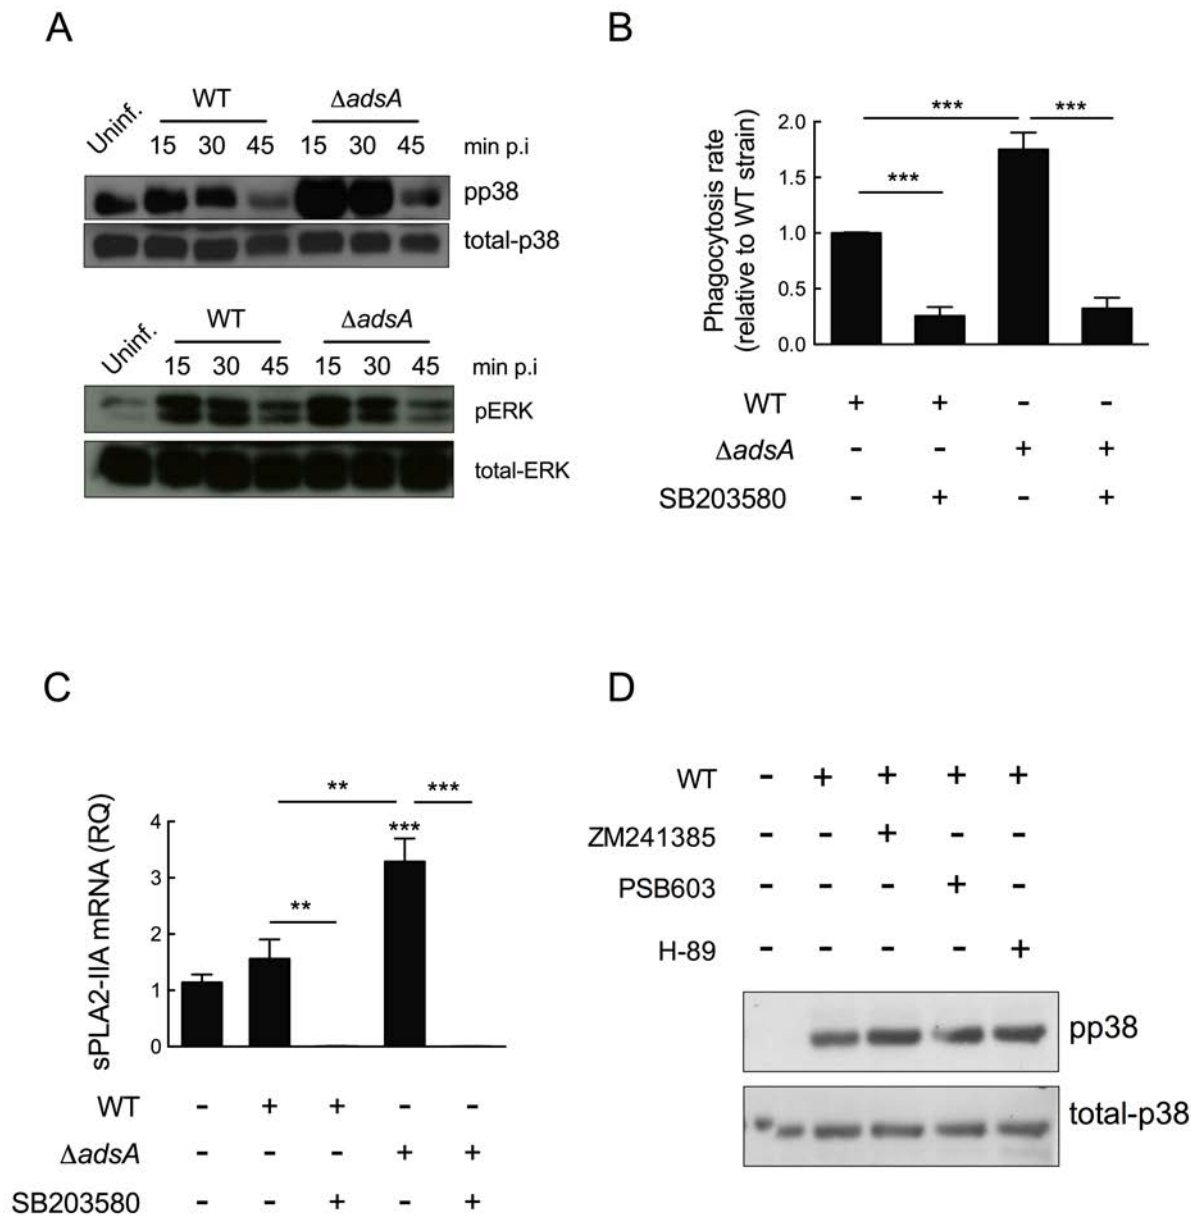 A
Uninf.
WT
ΔadsA
15 30 45 15 30 45 min p.i
pp38
total-p38
Uninf.
WT
ΔadsA
15 30 45 15 30 45 min p.i
pERK
total-ERK
B
Phagocytosis rate
(relative to WT strain)
2.0
1.5
1.0
0.5
0.0
*** ***
***
WT + + - -
ΔadsA - - + +
SB203580 - + - +
C
sPLA2-IIA mRNA (RQ)
4
3
2
1
0
** ***
***
**
WT - + + - -
ΔadsA - - - + +
SB203580 - - + - +
D
WT - + + + +
ZM241385 - - + - -
PSB603 - - - + -
H-89 - - - - +
pp38
total-p38